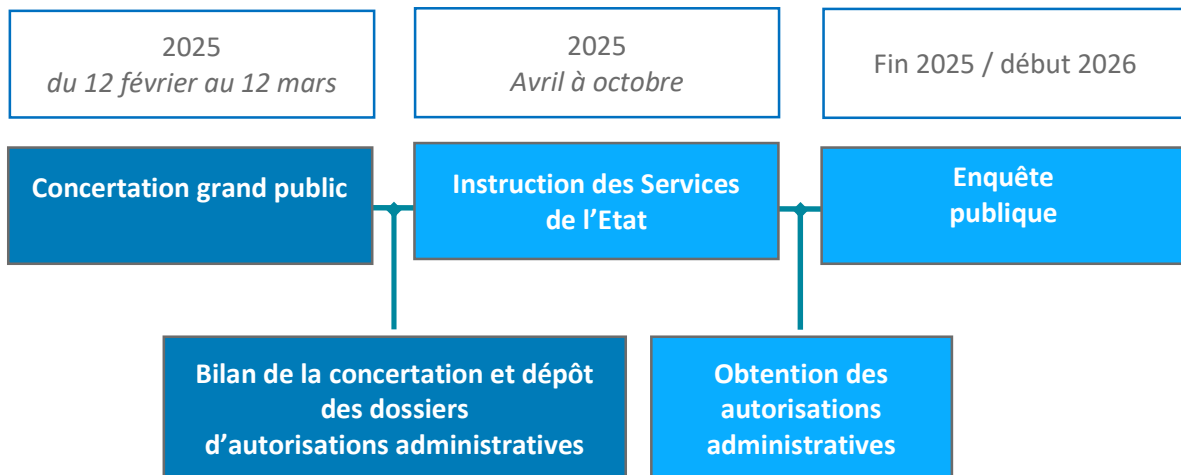 2025
du 12 février au 12 mars
2025
Avril à octobre
Fin 2025 / début 2026
Concertation grand public
Instruction des Services
de l’Etat
Enquête
publique
Bilan de la concertation et dépôt
des dossiers
d’autorisations administratives
Obtention des
autorisations
administratives